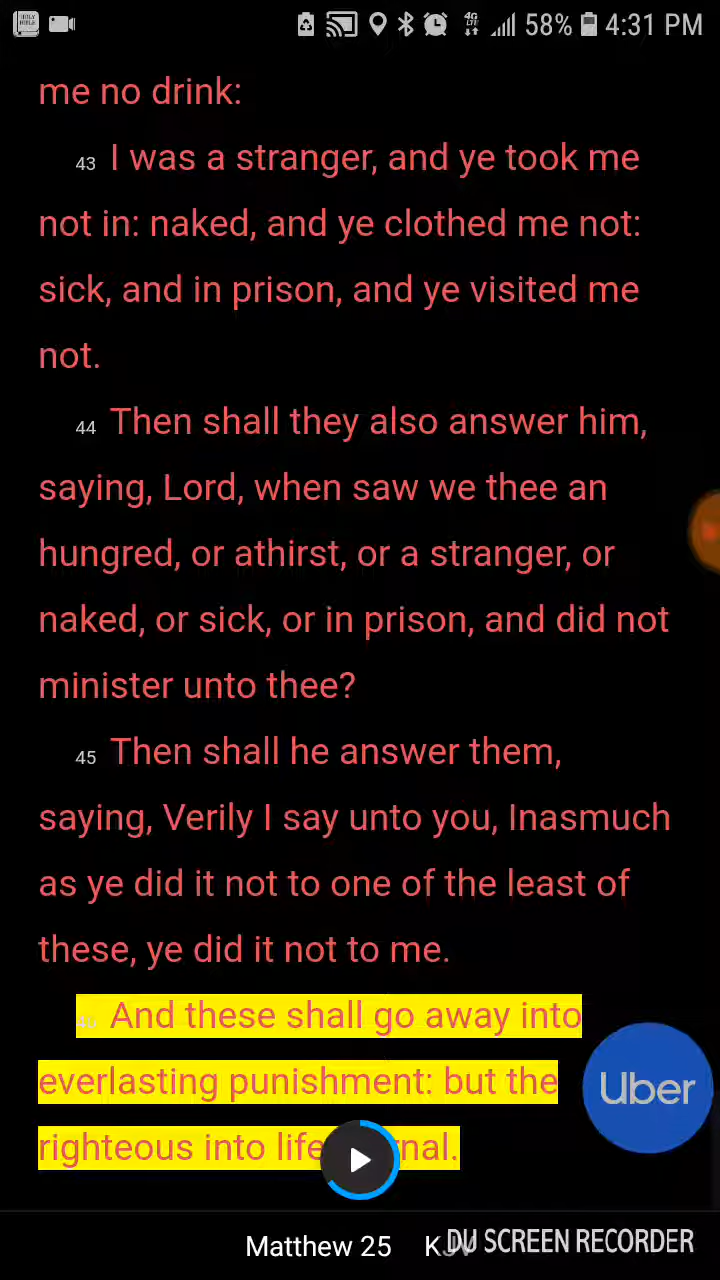 4G
LTE
58%
4:31 PM
me no drink:
43 I was a stranger, and ye took me
not in: naked, and ye clothed me not:
sick, and in prison, and ye visited me
not.
44 Then shall they also answer him,
saying, Lord, when saw we thee an
hungred, or athirst, or a stranger, or
naked, or sick, or in prison, and did not
minister unto thee?
45 Then shall he answer them,
saying, Verily I say unto you, Inasmuch
as ye did it not to one of the least of
these, ye did it not to me.
46 And these shall go away into
everlasting punishment: but the
righteous into life nal.
Uber
Matthew 25 KJV
DU SCREEN RECORDER